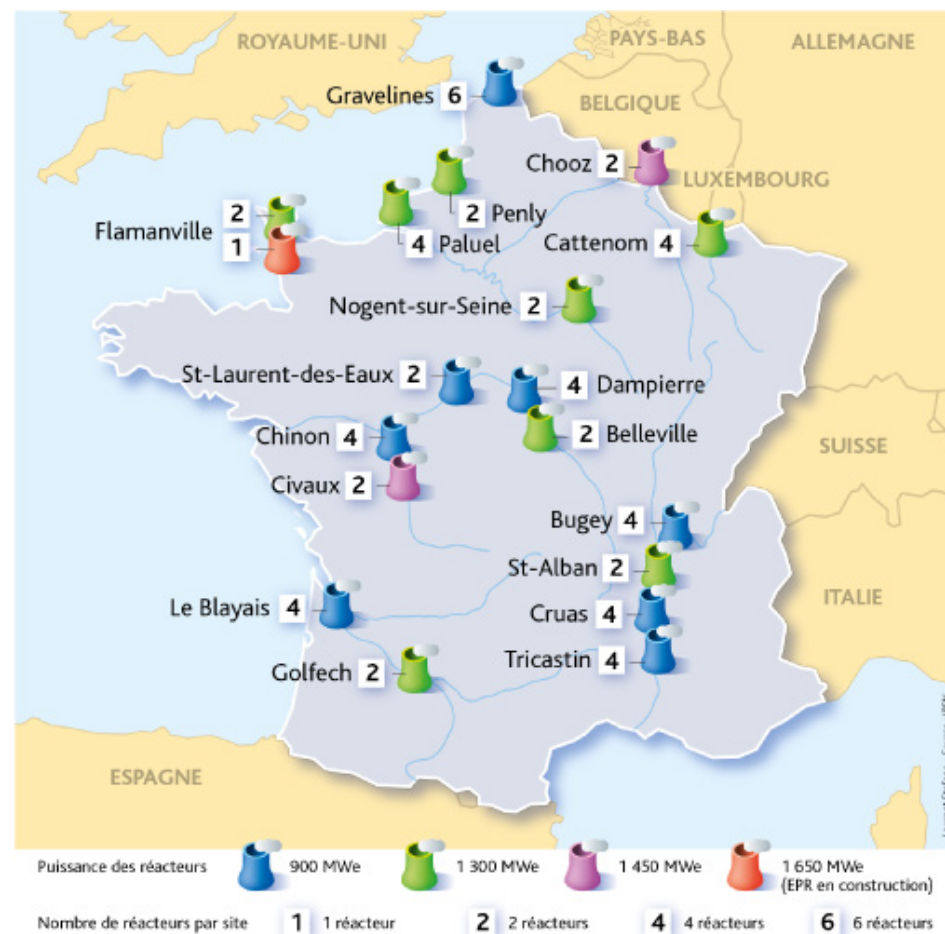 ROYAUME-UNI
PAYS-BAS
ALLEMAGNE
Gravelines 6
BELGIQUE
Chooz 2
LUXEMBOURG
2
Flamanville
1
2 Penly
4 Paluel
Cattenom 4
Nogent-sur-Seine 2
St-Laurent-des-Eaux 2
4 Dampierre
Chinon 4
2 Belleville
SUISSE
Civaux 2
Bugey 4
St-Alban 2
Le Blayais 4
Cruas 4
ITALIE
Golfech 2
Tricastin 4
ESPAGNE
Puissance des réacteurs
900 MWe
1 300 MWe
1 450 MWe
1 650 MWe
(EPR en construction)
Nombre de réacteurs par site
1 1 réacteur
2 2 réacteurs
4 4 réacteurs
6 6 réacteurs